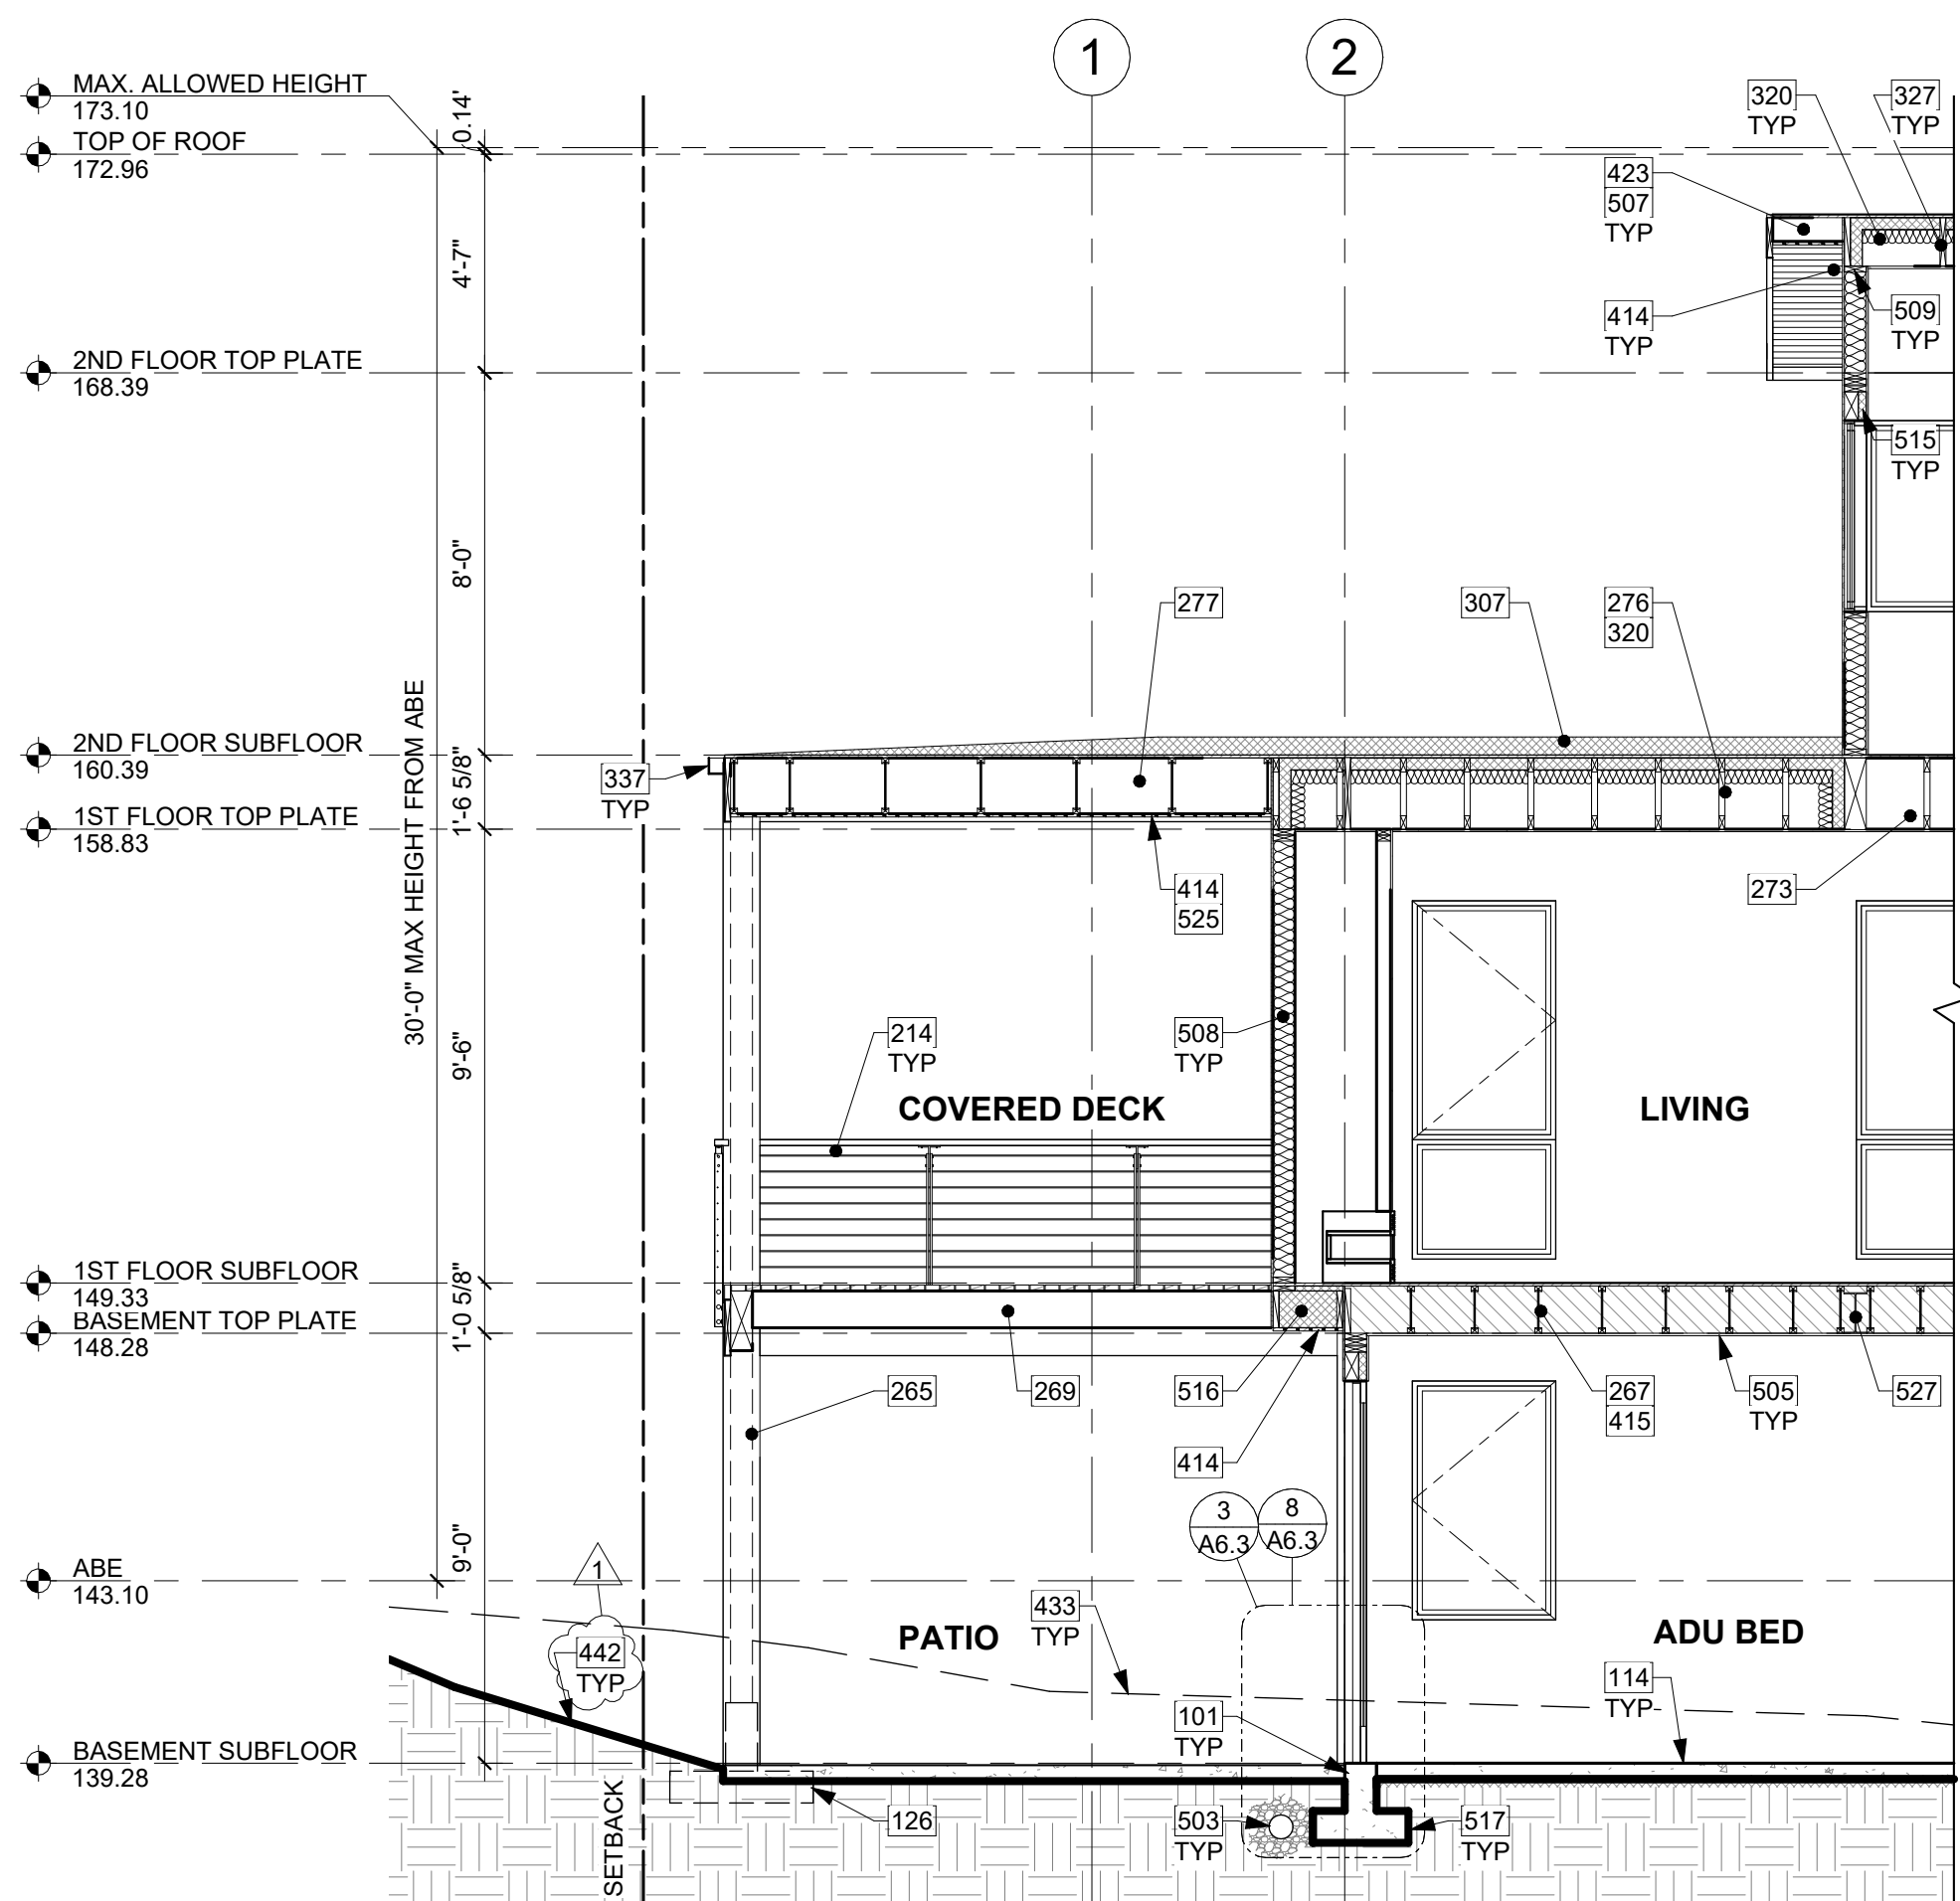 1
2
MAX. ALLOWED HEIGHT
173.10
TOP OF ROOF
172.96
0.14'
4'-7"
2ND FLOOR TOP PLATE
168.39
8'-0"
2ND FLOOR SUBFLOOR
160.39
1'-6 5/8"
1ST FLOOR TOP PLATE
158.83
30'-0" MAX HEIGHT FROM ABE
9'-6"
1ST FLOOR SUBFLOOR
149.33
BASEMENT TOP PLATE
148.28
1'-0 5/8"
9'-0"
ABE
143.10
BASEMENT SUBFLOOR
139.28
SETBACK
320
TYP
327
TYP
423
507
TYP
414
TYP
509
TYP
515
TYP
277
307
276
320
337
TYP
414
525
273
214
TYP
508
TYP
COVERED DECK
LIVING
265
269
516
414
267
415
505
TYP
527
3
A6.3
8
A6.3
1
442
TYP
PATIO
433
TYP
ADU BED
114
TYP
101
TYP
126
503
TYP
517
TYP